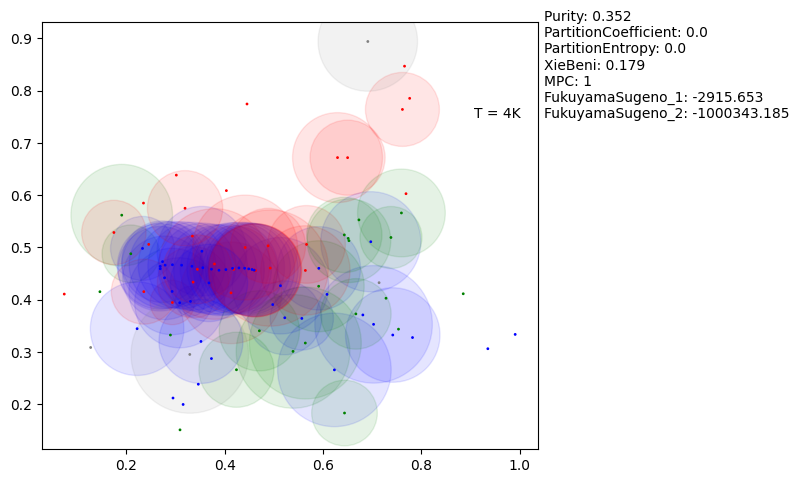 Purity: 0.352
PartitionCoefficient: 0.0
PartitionEntropy: 0.0
XieBeni: 0.179
MPC: 1
FukuyamaSugeno_1: -2915.653
FukuyamaSugeno_2: -1000343.185
T = 4K
0.9
0.8
0.7
0.6
0.5
0.4
0.3
0.2
0.2 0.4 0.6 0.8 1.0